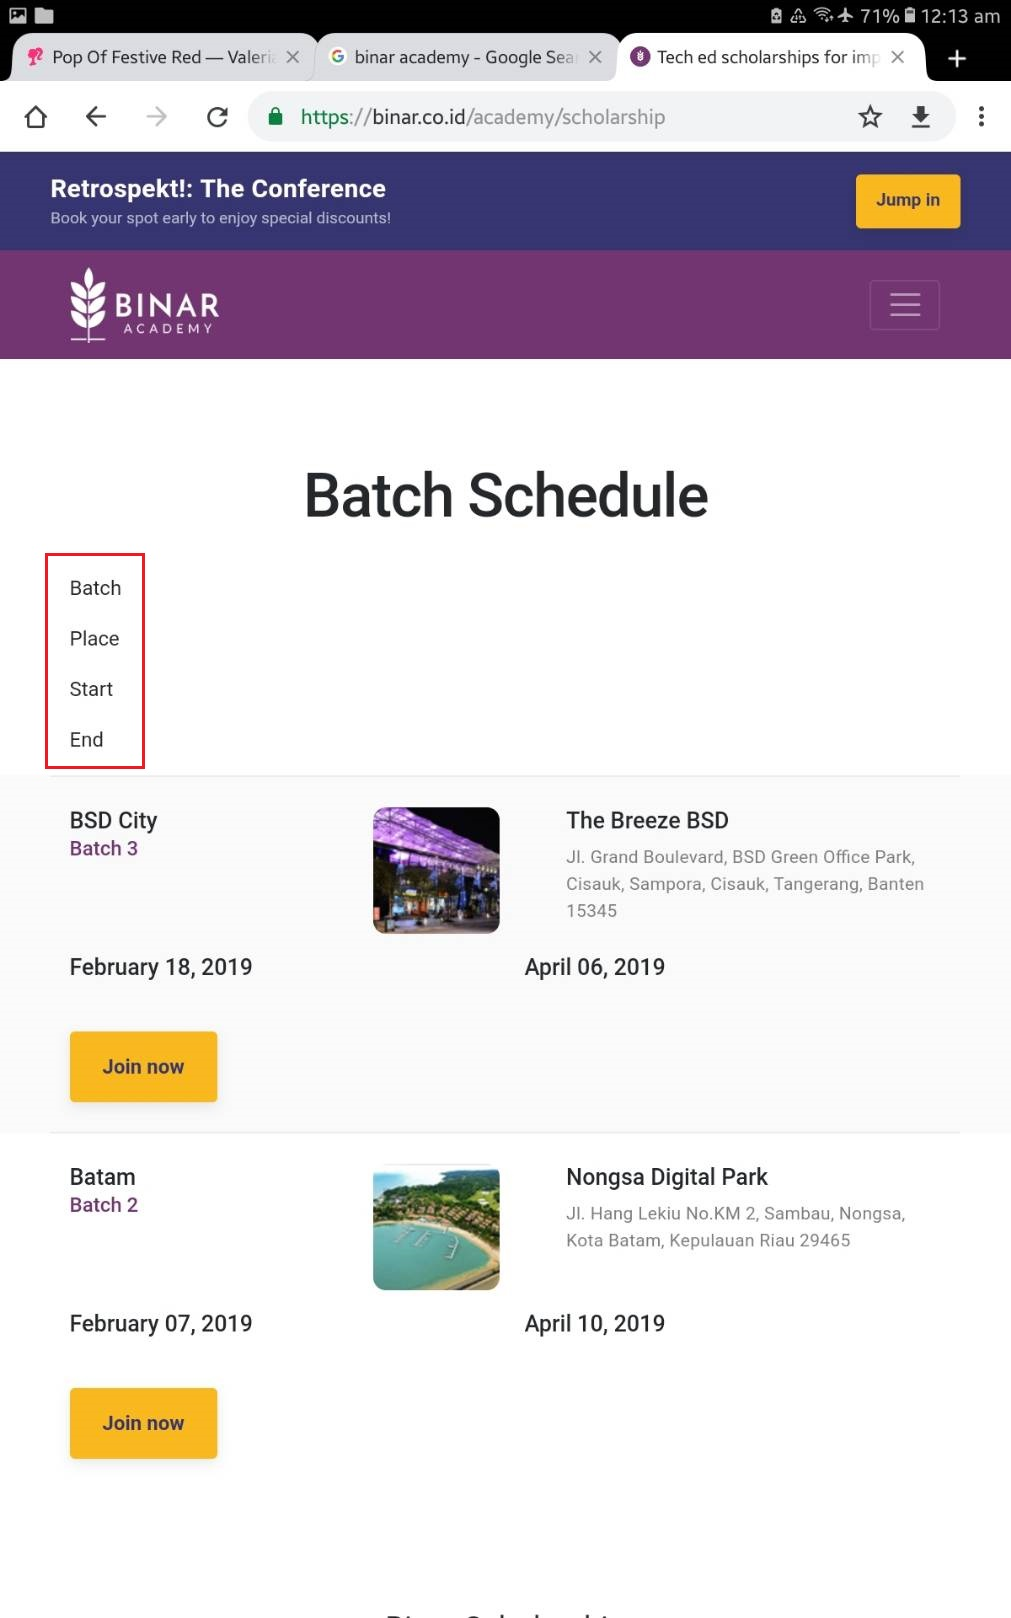 71% 12:13 am
Pop Of Festive Red — Valeri
binar academy - Google Sea
Tech ed scholarships for imp
https://binar.co.id/academy/scholarship
Retrospekt!: The Conference
Book your spot early to enjoy special discounts!
Jump in
BINAR
ACADEMY
Batch Schedule
Batch
Place
Start
End
BSD City
Batch 3
The Breeze BSD
Jl. Grand Boulevard, BSD Green Office Park,
Cisauk, Sampora, Cisauk, Tangerang, Banten
15345
February 18, 2019
April 06, 2019
Join now
Batam
Batch 2
Nongsa Digital Park
Jl. Hang Lekiu No.KM 2, Sambau, Nongsa,
Kota Batam, Kepulauan Riau 29465
February 07, 2019
April 10, 2019
Join now